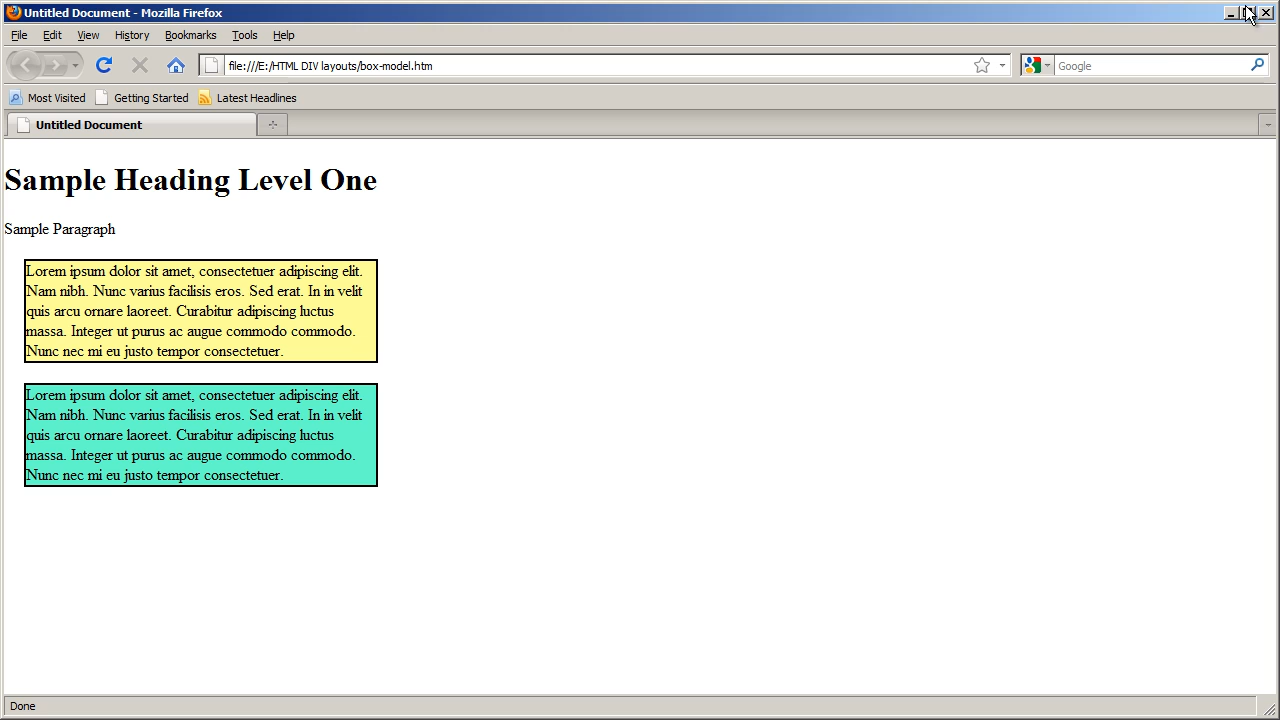 Untitled Document - Mozilla Firefox
File Edit View History Bookmarks Tools Help
file:///E:/HTML DIV layouts/box-model.htm
Google
Most Visited Getting Started Latest Headlines
Untitled Document
Sample Heading Level One
Sample Paragraph
Lorem ipsum dolor sit amet, consectetuer adipiscing elit.
Nam nibh. Nunc varius facilisis eros. Sed erat. In in velit
quis arcu ornare laoreet. Curabitur adipiscing luctus
massa. Integer ut purus ac augue commodo commodo.
Nunc nec mi eu justo tempor consectetuer.
Lorem ipsum dolor sit amet, consectetuer adipiscing elit.
Nam nibh. Nunc varius facilisis eros. Sed erat. In in velit
quis arcu ornare laoreet. Curabitur adipiscing luctus
massa. Integer ut purus ac augue commodo commodo.
Nunc nec mi eu justo tempor consectetuer.
Done